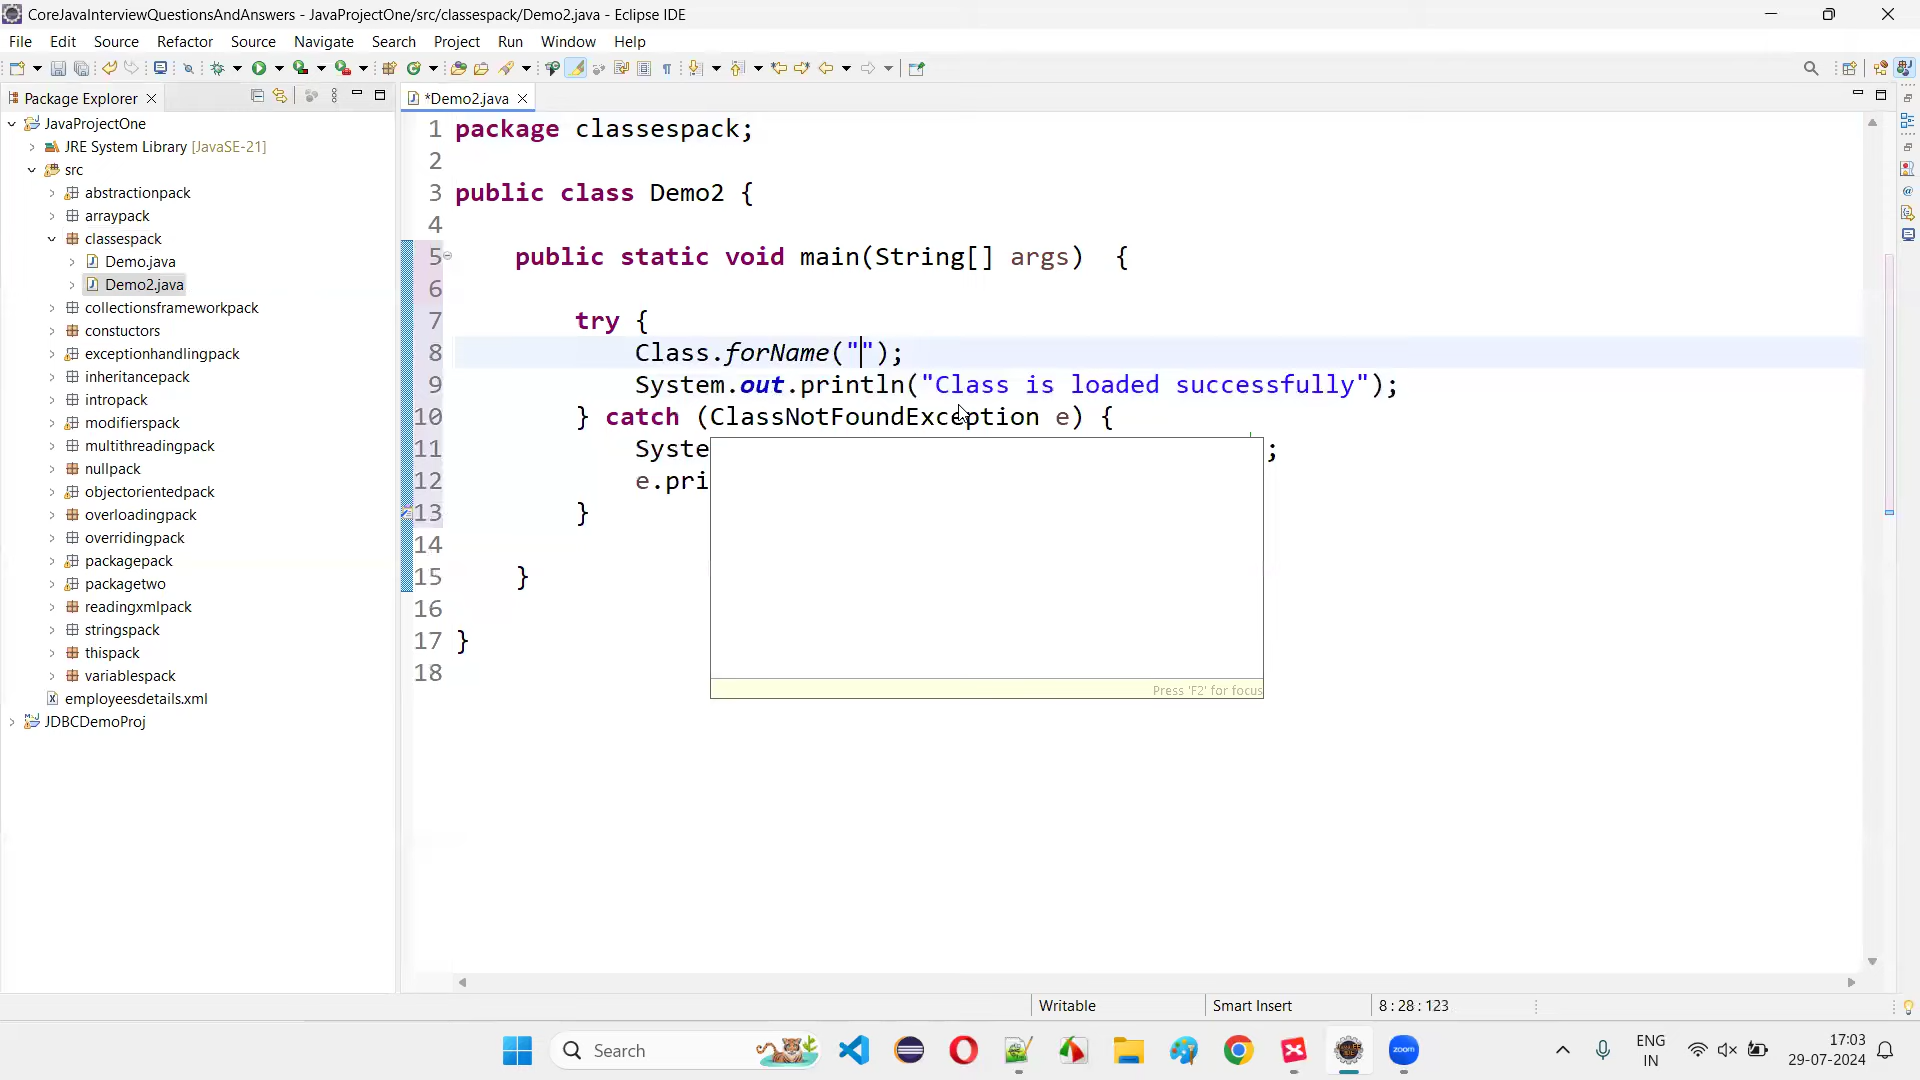 CoreJavaInterviewQuestionsAndAnswers - JavaProjectOne/src/classespack/Demo2.java - Eclipse IDE
File Edit Source Refactor Source Navigate Search Project Run Window Help
Package Explorer
*Demo2.java
JavaProjectOne
JRE System Library [JavaSE-21]
src
abstractionpack
arraypack
classespack
Demo.java
Demo2.java
collectionsframeworkpack
constuctors
exceptionhandlingpack
inheritancepack
intropack
modifierspack
multithreadingpack
nullpack
objectorientedpack
overloadingpack
overridingpack
packagepack
packagetwo
readingxmlpack
stringspack
thispack
variablespack
employeesdetails.xml
JDBCDemoProj
1 package classespack;
2
3 public class Demo2 {
4
5 public static void main(String[] args) {
6
7 try {
8 Class.forName("");
9 System.out.println("Class is loaded successfully");
10 } catch (ClassNotFoundException e) {
11 Syste ;
12 e.pri
13 }
14
15 }
16
17 }
18
Press 'F2' for focus
Writable Smart Insert 8 : 28 : 123
Search
zoom
ENG
IN
17:03
29-07-2024